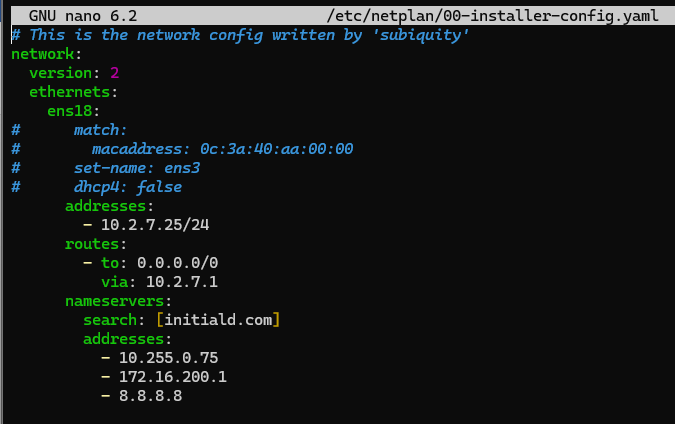 GNU nano 6.2 /etc/netplan/00-installer-config.yaml
# This is the network config written by 'subiquity'
network:
  version: 2
  ethernets:
    ens18:
#      match:
#        macaddress: 0c:3a:40:aa:00:00
#      set-name: ens3
#      dhcp4: false
      addresses:
        - 10.2.7.25/24
      routes:
        - to: 0.0.0.0/0
          via: 10.2.7.1
      nameservers:
        search: [initiald.com]
        addresses:
          - 10.255.0.75
          - 172.16.200.1
          - 8.8.8.8